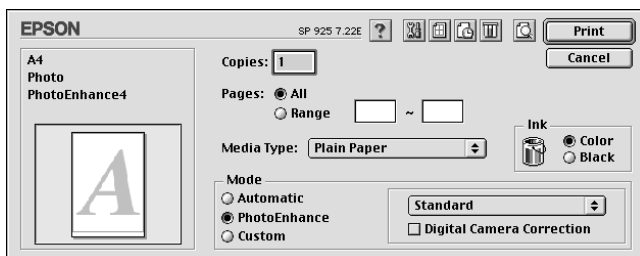 EPSON
SP 925 7.22E
?
Print
Cancel
A4
Photo
PhotoEnhance4
A
Copies: 1
Pages: All
Range ~
Media Type: Plain Paper
Ink
Color
Black
Mode
Automatic
PhotoEnhance
Custom
Standard
Digital Camera Correction